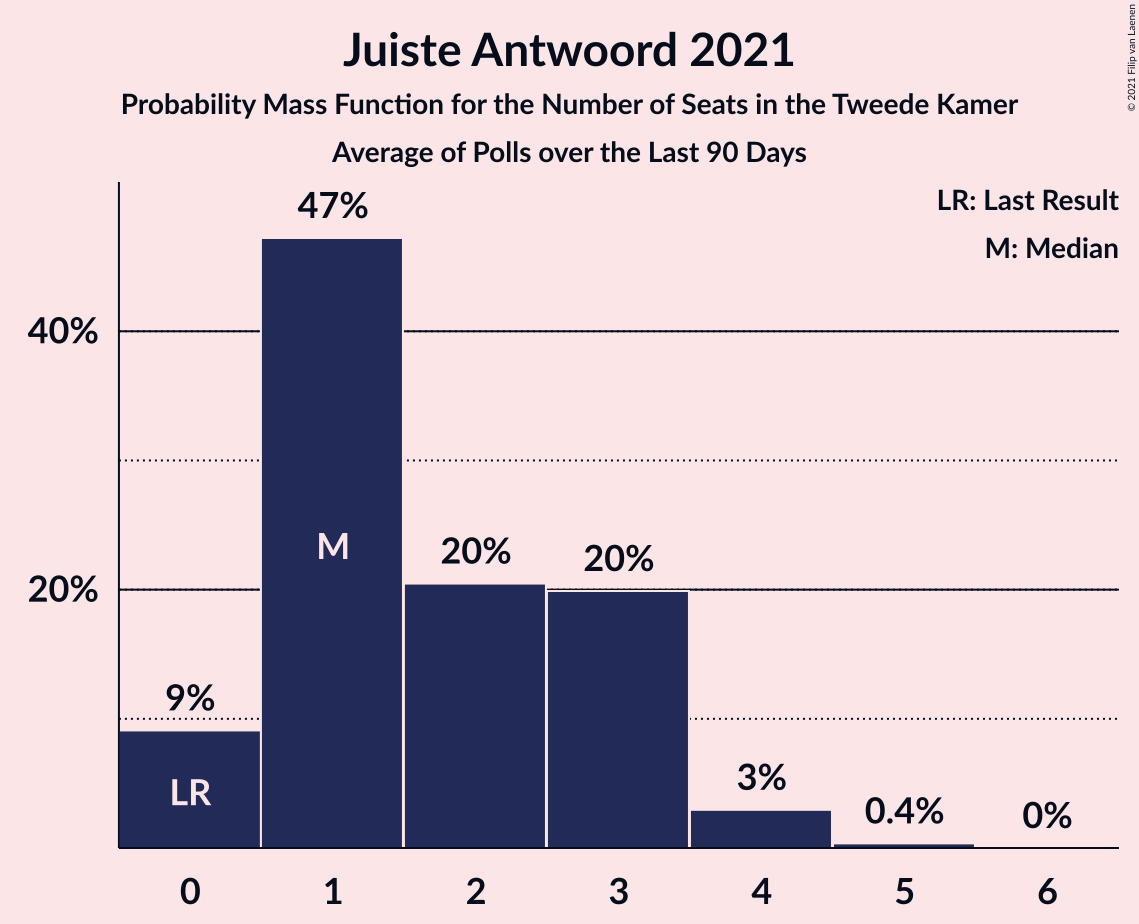 Juiste Antwoord 2021
Probability Mass Function for the Number of Seats in the Tweede Kamer
Average of Polls over the Last 90 Days
© 2021 Filip van Laenen
LR: Last Result
M: Median
40%
20%
9%
47%
20%
20%
3%
0.4%
0%
LR
M
0
1
2
3
4
5
6